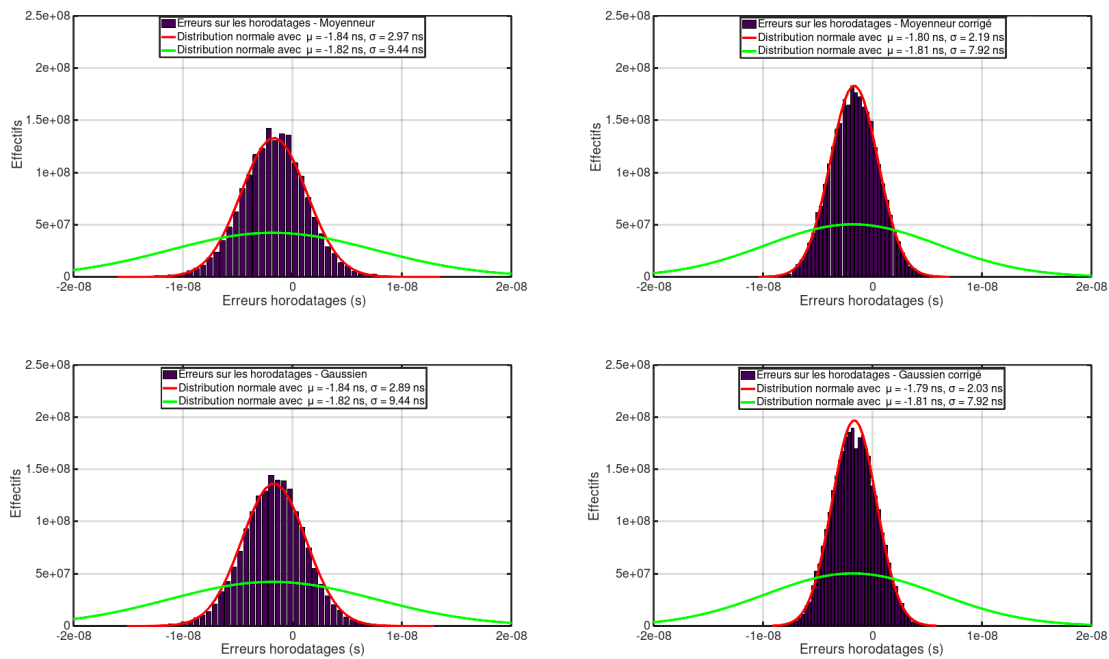 2.5e+08
Erreurs sur les horodatages - Moyenneur
Distribution normale avec μ = -1.84 ns, σ = 2.97 ns
Distribution normale avec μ = -1.82 ns, σ = 9.44 ns
2e+08
1.5e+08
1e+08
5e+07
0
Effectifs
-2e-08 -1e-08 0 1e-08 2e-08
Erreurs horodatages (s)
2.5e+08
Erreurs sur les horodatages - Moyenneur corrigé
Distribution normale avec μ = -1.80 ns, σ = 2.19 ns
Distribution normale avec μ = -1.81 ns, σ = 7.92 ns
2e+08
1.5e+08
1e+08
5e+07
0
Effectifs
-2e-08 -1e-08 0 1e-08 2e-08
Erreurs horodatages (s)
2.5e+08
Erreurs sur les horodatages - Gaussien
Distribution normale avec μ = -1.84 ns, σ = 2.89 ns
Distribution normale avec μ = -1.82 ns, σ = 9.44 ns
2e+08
1.5e+08
1e+08
5e+07
0
Effectifs
-2e-08 -1e-08 0 1e-08 2e-08
Erreurs horodatages (s)
2.5e+08
Erreurs sur les horodatages - Gaussien corrigé
Distribution normale avec μ = -1.79 ns, σ = 2.03 ns
Distribution normale avec μ = -1.81 ns, σ = 7.92 ns
2e+08
1.5e+08
1e+08
5e+07
0
Effectifs
-2e-08 -1e-08 0 1e-08 2e-08
Erreurs horodatages (s)